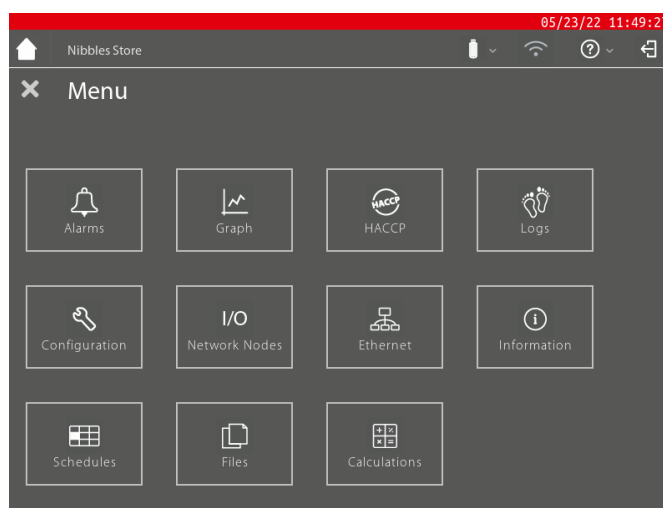 05/23/22 11:49:2
Nibbles Store
Menu
Alarms
Graph
HACCP
HACCP
Logs
Configuration
I/O
Network Nodes
Ethernet
Information
Schedules
Files
Calculations